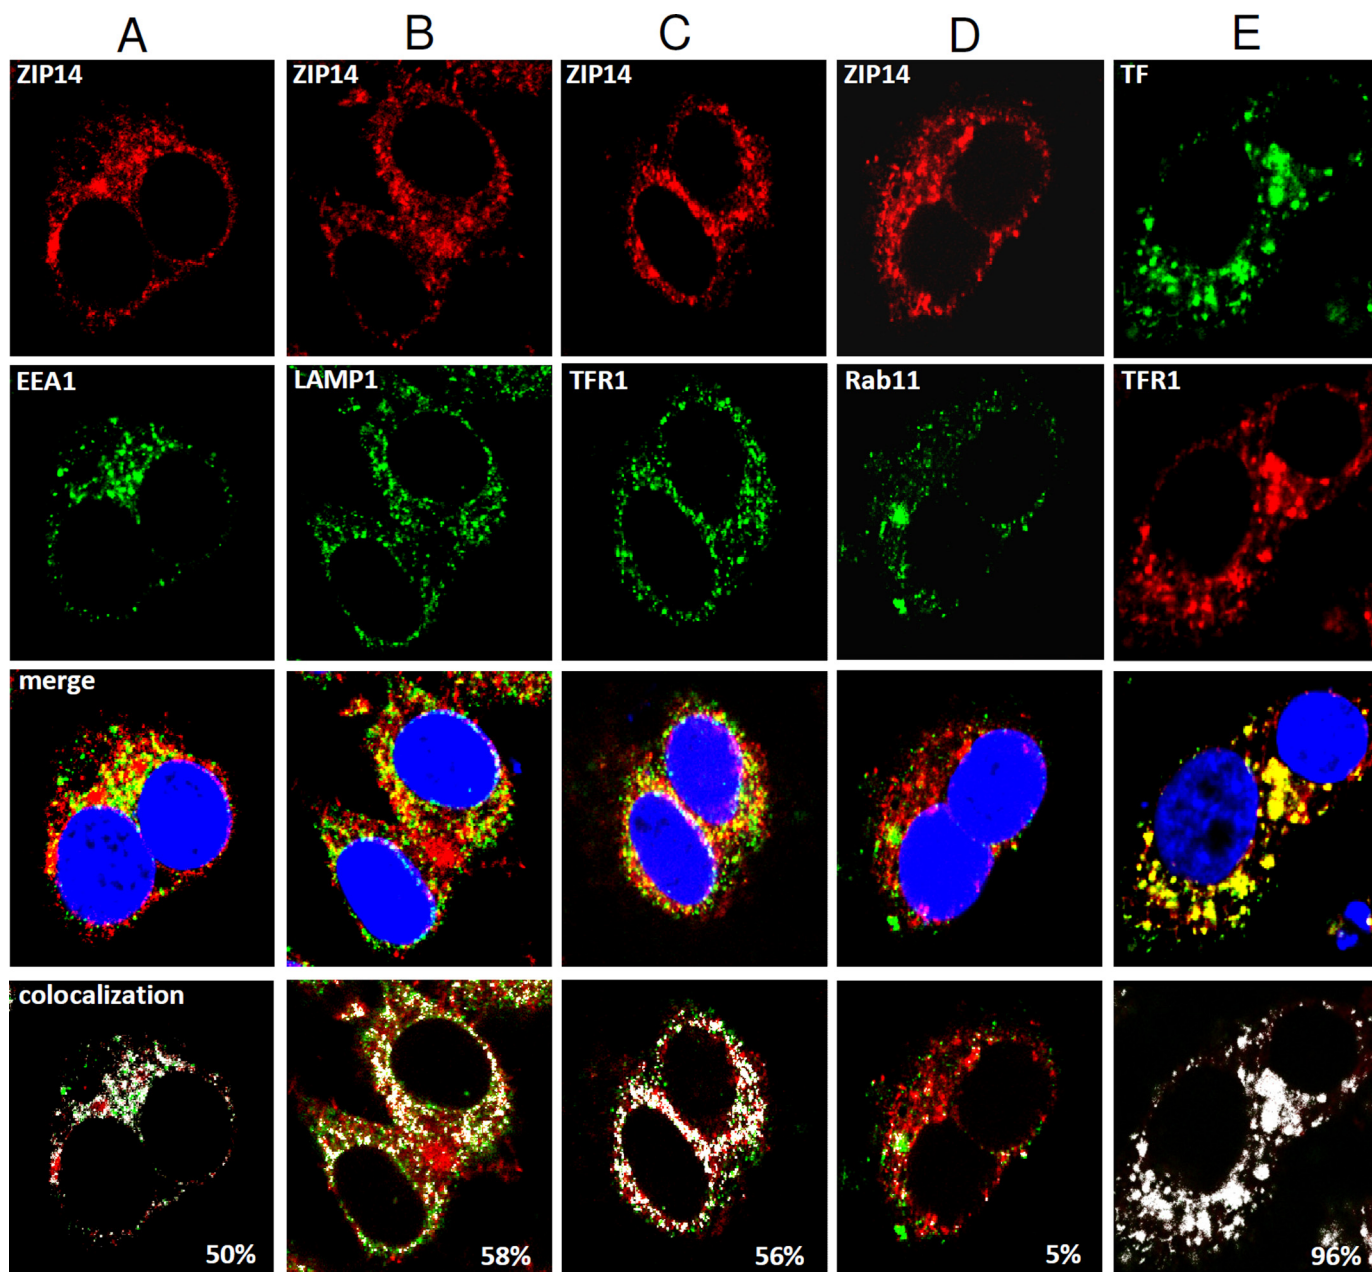 A B C D E
ZIP14 ZIP14 ZIP14 ZIP14 TF
EEA1 LAMP1 TFR1 Rab11 TFR1
merge
colocalization
50% 58% 56% 5% 96%